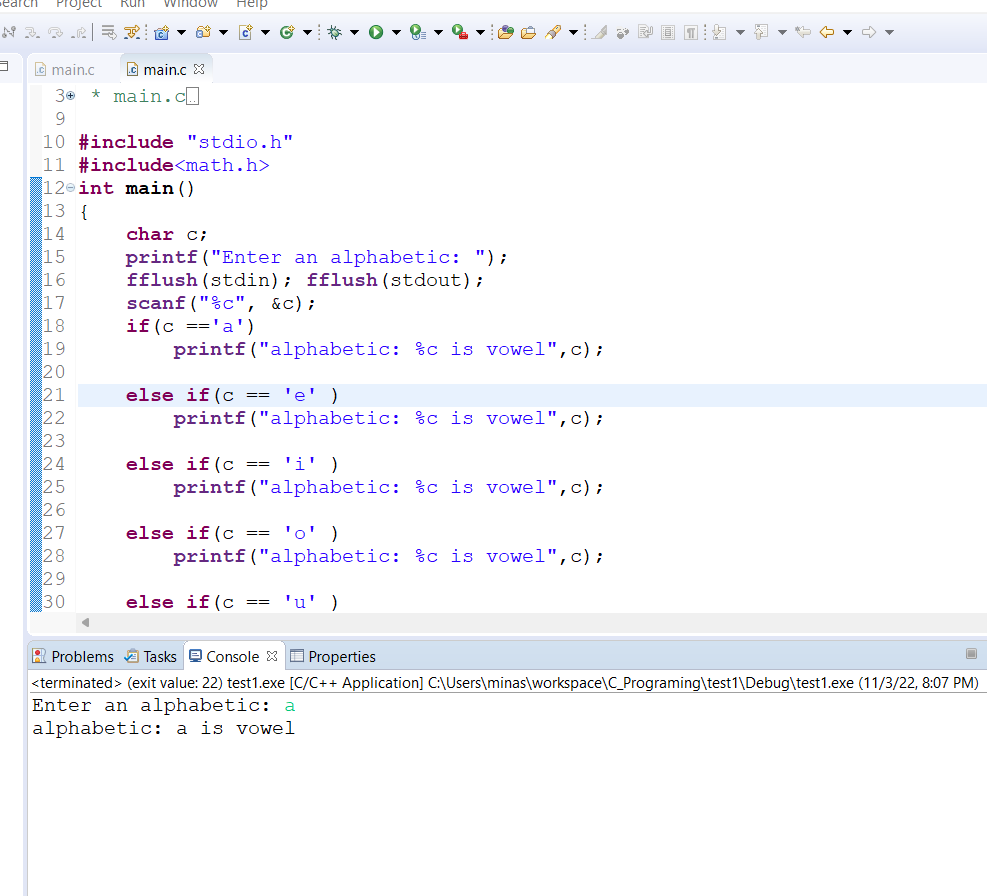 Search Project Run Window Help
main.c main.c
3 * main.c
9
10 #include "stdio.h"
11 #include<math.h>
12 int main()
13 {
14 char c;
15 printf("Enter an alphabetic: ");
16 fflush(stdin); fflush(stdout);
17 scanf("%c", &c);
18 if(c =='a')
19 printf("alphabetic: %c is vowel",c);
20
21 else if(c == 'e' )
22 printf("alphabetic: %c is vowel",c);
23
24 else if(c == 'i' )
25 printf("alphabetic: %c is vowel",c);
26
27 else if(c == 'o' )
28 printf("alphabetic: %c is vowel",c);
29
30 else if(c == 'u' )
Problems Tasks Console Properties
<terminated> (exit value: 22) test1.exe [C/C++ Application] C:\Users\minas\workspace\C_Programing\test1\Debug\test1.exe (11/3/22, 8:07 PM)
Enter an alphabetic: a
alphabetic: a is vowel